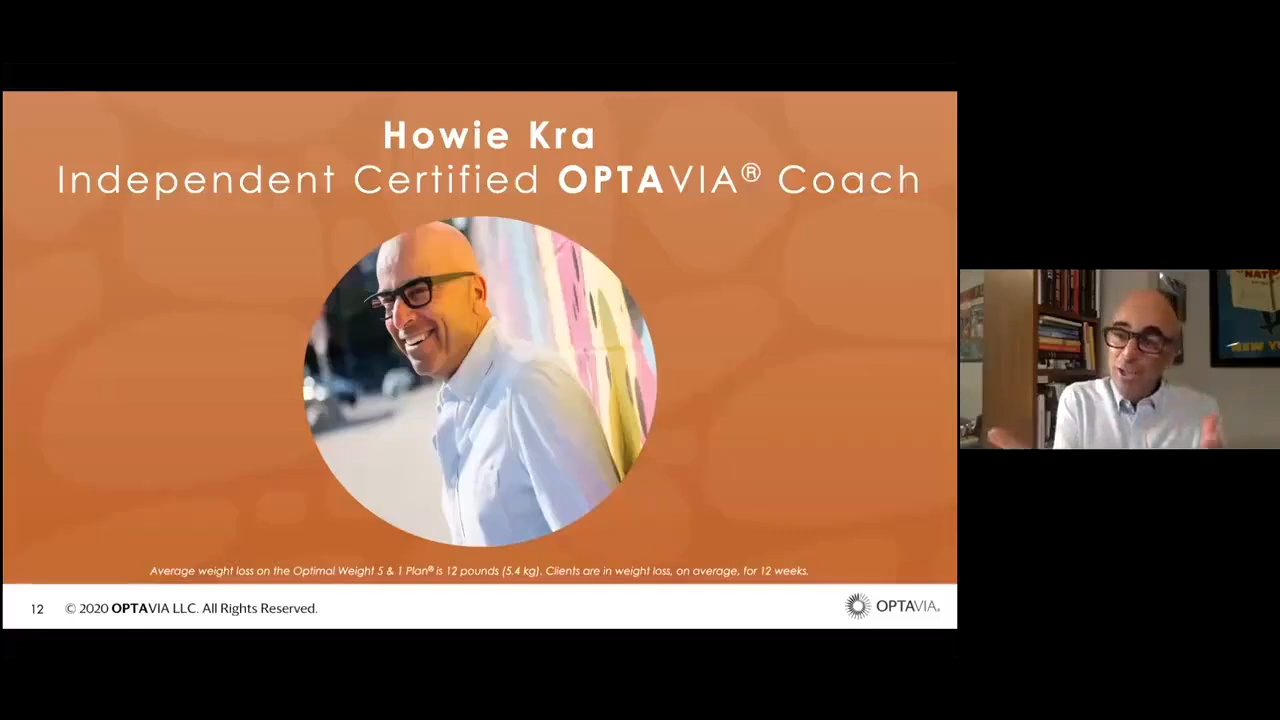 Howie Kra
Independent Certified OPTAVIA® Coach
Average weight loss on the Optimal Weight 5 & 1 Plan® is 12 pounds (5.4 kg). Clients are in weight loss, on average, for 12 weeks.
12 © 2020 OPTAVIA LLC. All Rights Reserved.
OPTAVIA®
NEW YO